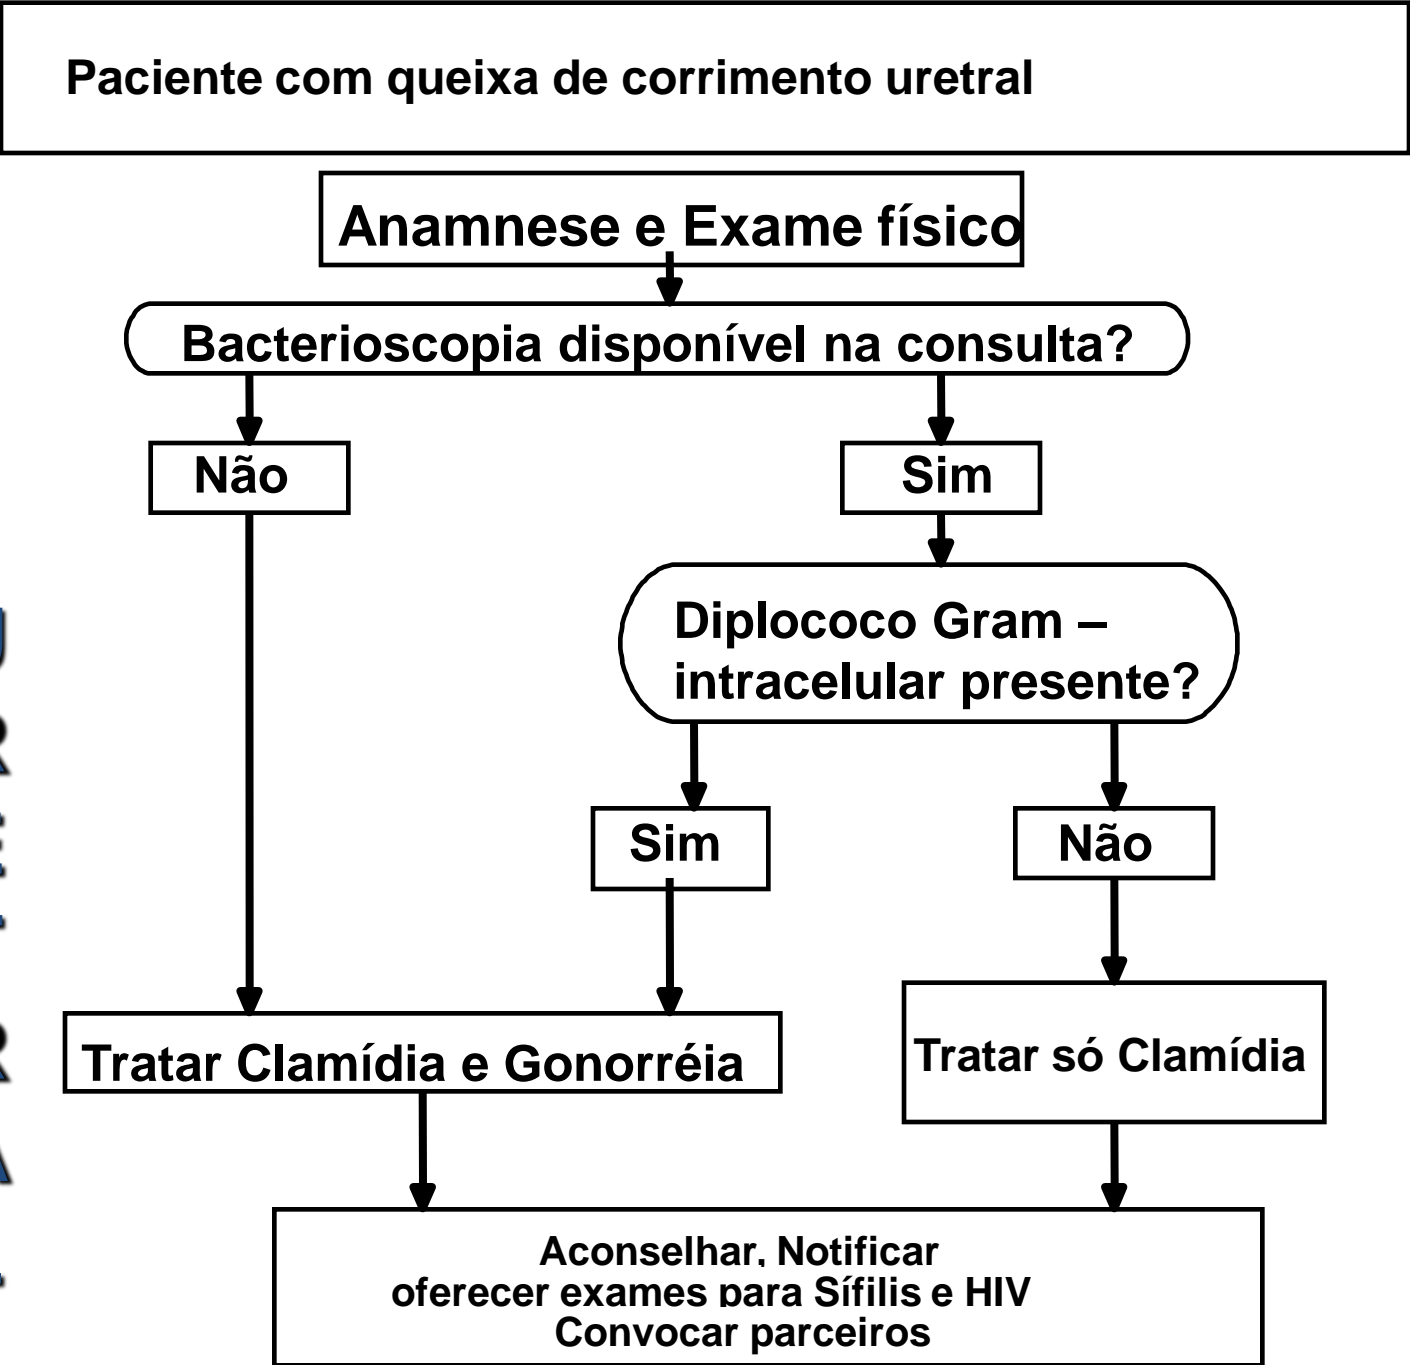 Paciente com queixa de corrimento uretral
Anamnese e Exame físico
Bacterioscopia disponível na consulta?
Não
Sim
Diplococo Gram –
intracelular presente?
Sim
Não
Tratar Clamídia e Gonorréia
Tratar só Clamídia
Aconselhar, Notificar
oferecer exames para Sífilis e HIV
Convocar parceiros